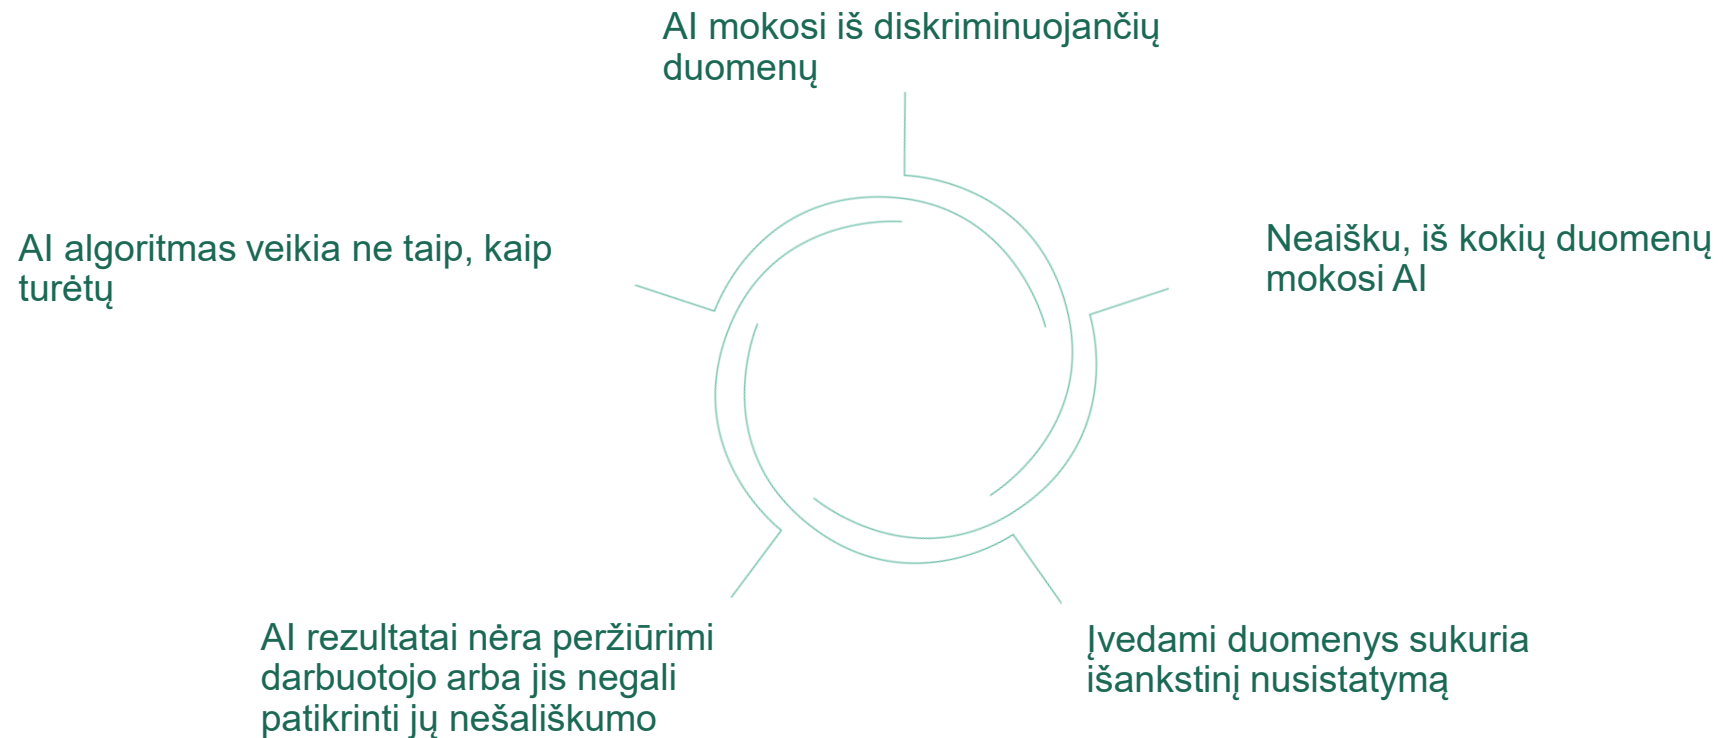 AI mokosi iš diskriminuojančių
duomenų
Neaišku, iš kokių duomenų
mokosi AI
Įvedami duomenys sukuria
išankstinį nusistatymą
AI rezultatai nėra peržiūrimi
darbuotojo arba jis negali
patikrinti jų nešališkumo
AI algoritmas veikia ne taip, kaip
turėtų